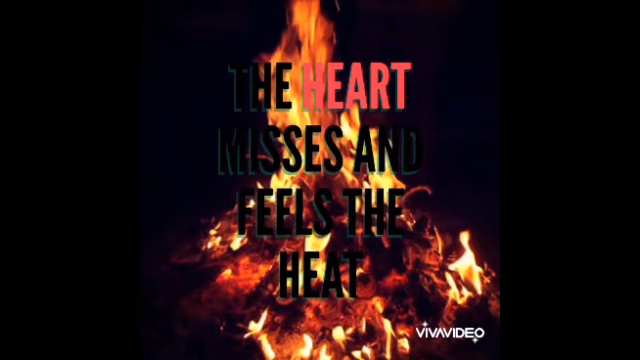 THE HEART
MISSES AND
FEELS THE
HEAT
VIVAVIDEO